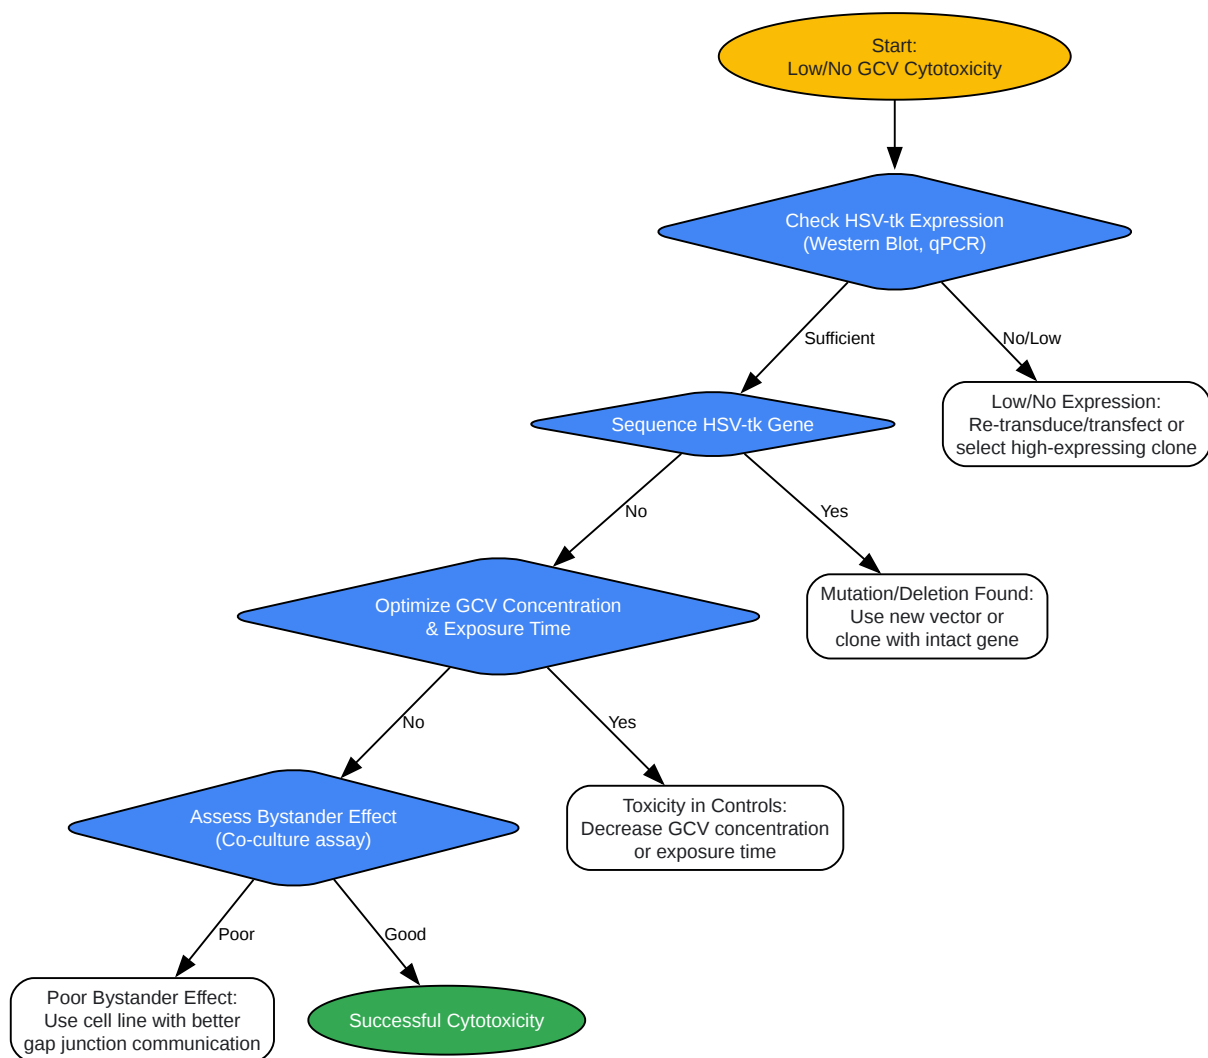 Start:
Low/No GCV Cytotoxicity
Check HSV-tk Expression
(Western Blot, qPCR)
Sufficient
No/Low
Sequence HSV-tk Gene
Low/No Expression:
Re-transduce/transfect or
select high-expressing clone
No
Yes
Optimize GCV Concentration
& Exposure Time
Mutation/Deletion Found:
Use new vector or
clone with intact gene
No
Yes
Assess Bystander Effect
(Co-culture assay)
Toxicity in Controls:
Decrease GCV concentration
or exposure time
Poor
Good
Poor Bystander Effect:
Use cell line with better
gap junction communication
Successful Cytotoxicity